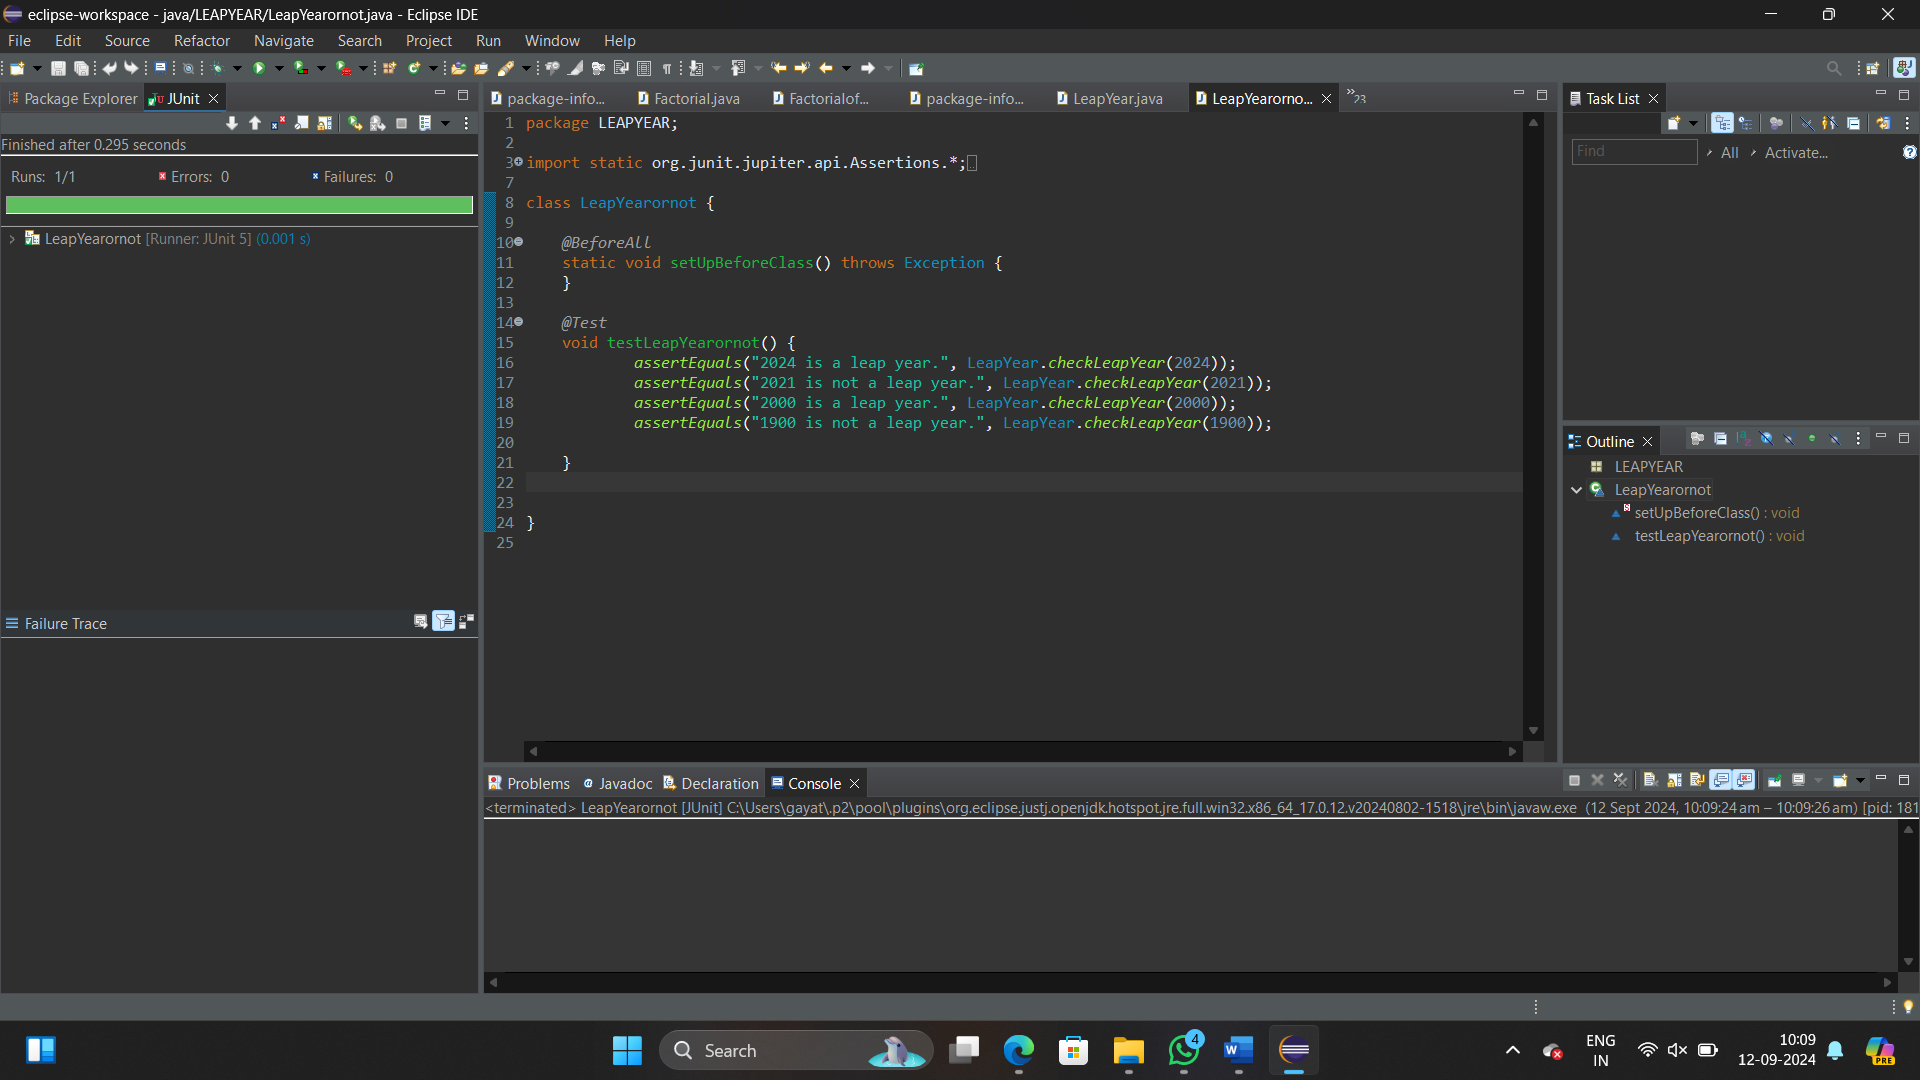 eclipse-workspace - java/LEAPYEAR/LeapYearornot.java - Eclipse IDE
File Edit Source Refactor Navigate Search Project Run Window Help
Package Explorer JUnit
Finished after 0.295 seconds
Runs: 1/1 Errors: 0 Failures: 0
LeapYearornot [Runner: JUnit 5] (0.001 s)
Failure Trace
package-info... Factorial.java Factorialof... package-info... LeapYear.java LeapYearorno... »23
1 package LEAPYEAR;
2
3 import static org.junit.jupiter.api.Assertions.*;
7
8 class LeapYearornot {
9
10 @BeforeAll
11 static void setUpBeforeClass() throws Exception {
12 }
13
14 @Test
15 void testLeapYearornot() {
16 assertEquals("2024 is a leap year.", LeapYear.checkLeapYear(2024));
17 assertEquals("2021 is not a leap year.", LeapYear.checkLeapYear(2021));
18 assertEquals("2000 is a leap year.", LeapYear.checkLeapYear(2000));
19 assertEquals("1900 is not a leap year.", LeapYear.checkLeapYear(1900));
20
21 }
22
23
24 }
25
Task List
Find All Activate...
Outline
LEAPYEAR
LeapYearornot
setUpBeforeClass() : void
testLeapYearornot() : void
Problems Javadoc Declaration Console
<terminated> LeapYearornot [JUnit] C:\Users\gayat\.p2\pool\plugins\org.eclipse.justj.openjdk.hotspot.jre.full.win32.x86_64_17.0.12.v20240802-1518\jre\bin\javaw.exe (12 Sept 2024, 10:09:24 am – 10:09:26 am) [pid: 181
Search
4
ENG
IN
10:09
12-09-2024
PRE